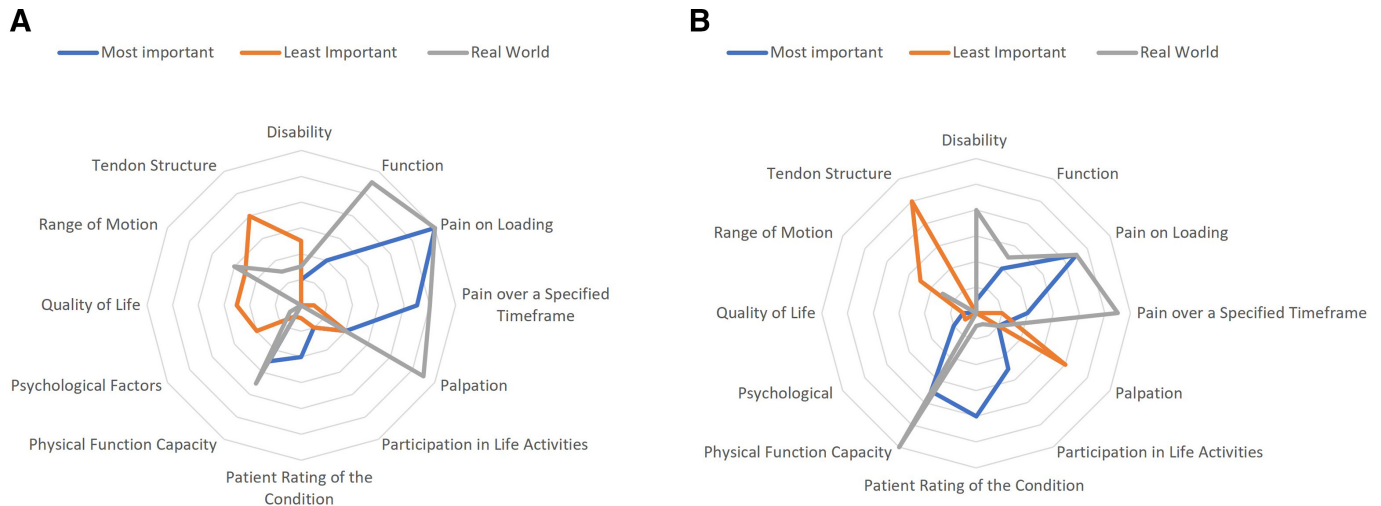 A
Most important
Least Important
Real World
Disability
Function
Pain on Loading
Pain over a Specified
Timeframe
Palpation
Participation in Life Activities
Patient Rating of the
Condition
Physical Function Capacity
Psychological Factors
Quality of Life
Range of Motion
Tendon Structure
B
Most important
Least Important
Real World
Disability
Function
Pain on Loading
Pain over a Specified Timeframe
Palpation
Participation in Life Activities
Patient Rating of the Condition
Physical Function Capacity
Psychological
Quality of Life
Range of Motion
Tendon Structure